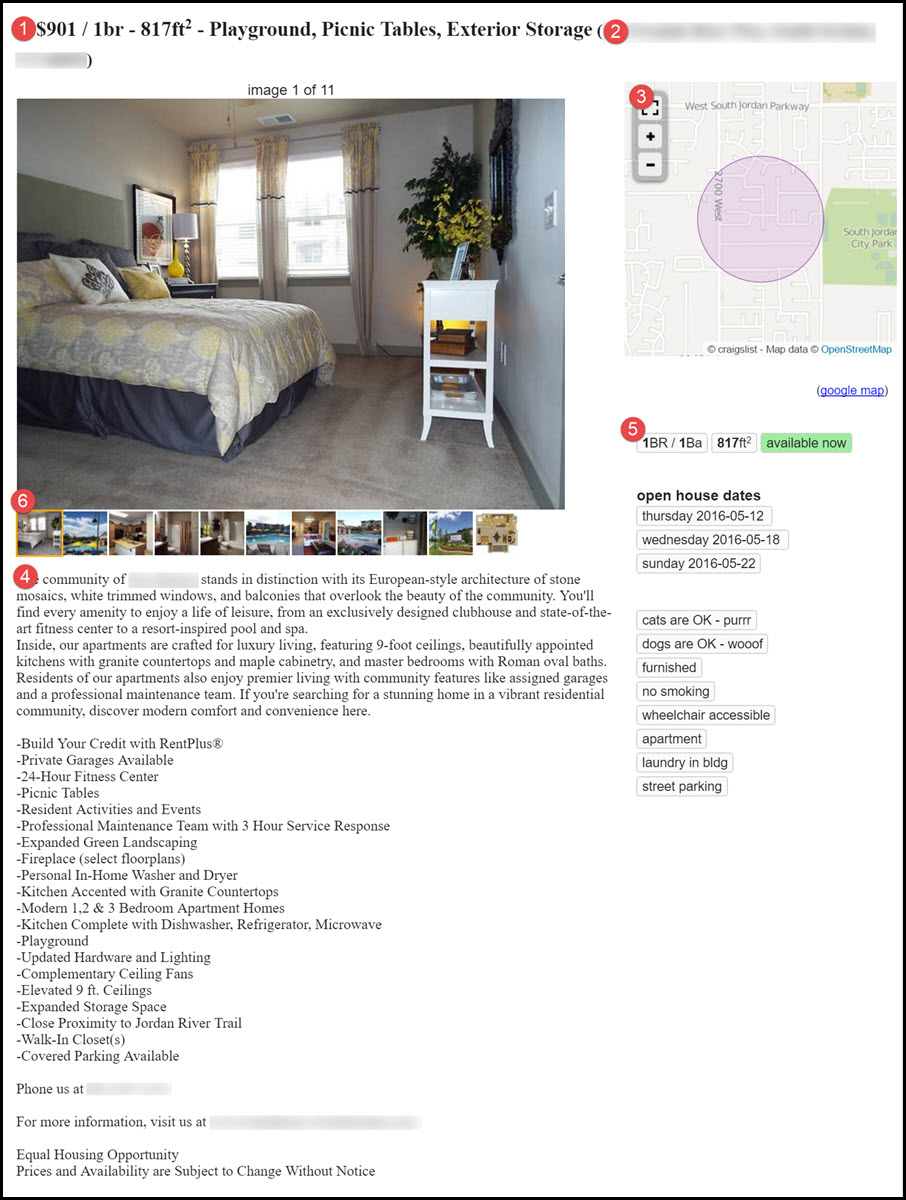 1 $901 / 1br - 817ft2 - Playground, Picnic Tables, Exterior Storage ( 2
)
image 1 of 11
3
West South Jordan Parkway
2700 West
South Jordan
City Park
© craigslist - Map data © OpenStreetMap
(google map)
5
1BR / 1Ba 817ft2 available now
open house dates
thursday 2016-05-12
wednesday 2016-05-18
sunday 2016-05-22
cats are OK - purrr
dogs are OK - wooof
furnished
no smoking
wheelchair accessible
apartment
laundry in bldg
street parking
6
4 community of stands in distinction with its European-style architecture of stone
mosaics, white trimmed windows, and balconies that overlook the beauty of the community. You'll
find every amenity to enjoy a life of leisure, from an exclusively designed clubhouse and state-of-the-
art fitness center to a resort-inspired pool and spa.
Inside, our apartments are crafted for luxury living, featuring 9-foot ceilings, beautifully appointed
kitchens with granite countertops and maple cabinetry, and master bedrooms with Roman oval baths.
Residents of our apartments also enjoy premier living with community features like assigned garages
and a professional maintenance team. If you're searching for a stunning home in a vibrant residential
community, discover modern comfort and convenience here.
-Build Your Credit with RentPlus®
-Private Garages Available
-24-Hour Fitness Center
-Picnic Tables
-Resident Activities and Events
-Professional Maintenance Team with 3 Hour Service Response
-Expanded Green Landscaping
-Fireplace (select floorplans)
-Personal In-Home Washer and Dryer
-Kitchen Accented with Granite Countertops
-Modern 1,2 & 3 Bedroom Apartment Homes
-Kitchen Complete with Dishwasher, Refrigerator, Microwave
-Playground
-Updated Hardware and Lighting
-Complementary Ceiling Fans
-Elevated 9 ft. Ceilings
-Expanded Storage Space
-Close Proximity to Jordan River Trail
-Walk-In Closet(s)
-Covered Parking Available
Phone us at
For more information, visit us at
Equal Housing Opportunity
Prices and Availability are Subject to Change Without Notice